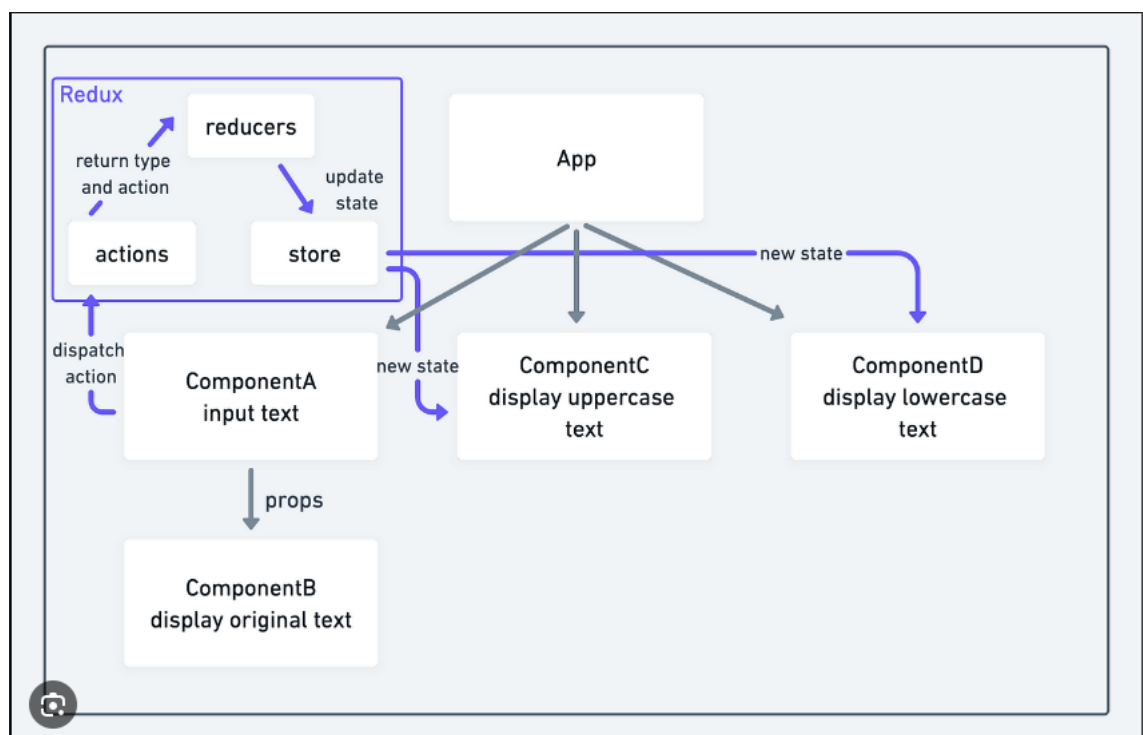 Redux
reducers
return type
and action
update
state
actions
store
App
new state
dispatch
action
new state
ComponentA
input text
ComponentC
display uppercase
text
ComponentD
display lowercase
text
props
ComponentB
display original text